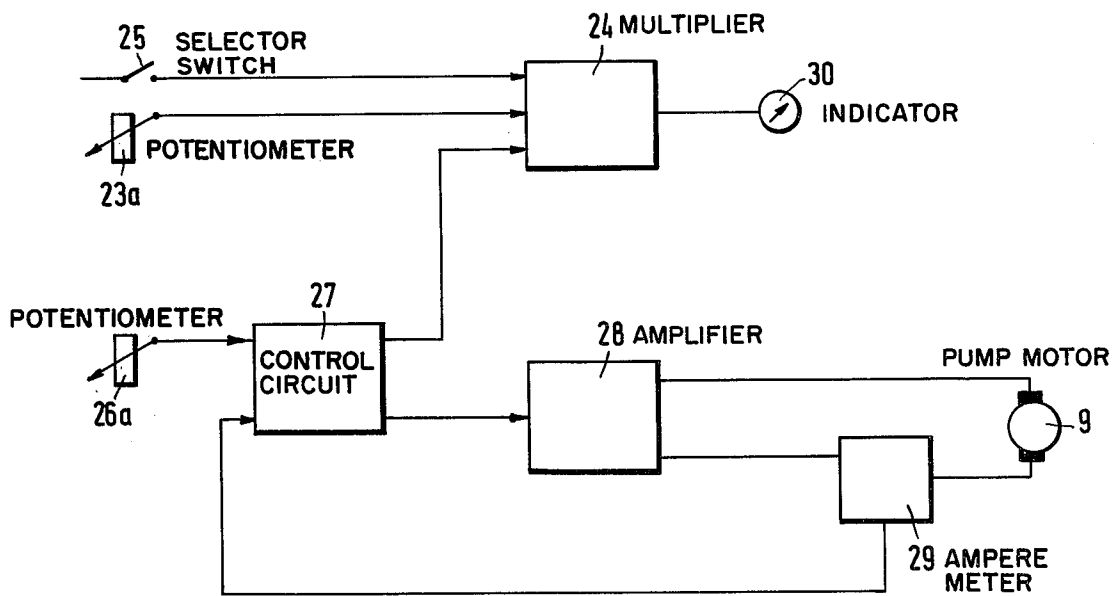 25 SELECTOR
SWITCH
24 MULTIPLIER
30
INDICATOR
POTENTIOMETER
23a
POTENTIOMETER
26a
27
CONTROL
CIRCUIT
28 AMPLIFIER
PUMP MOTOR
9
29 AMPERE
METER